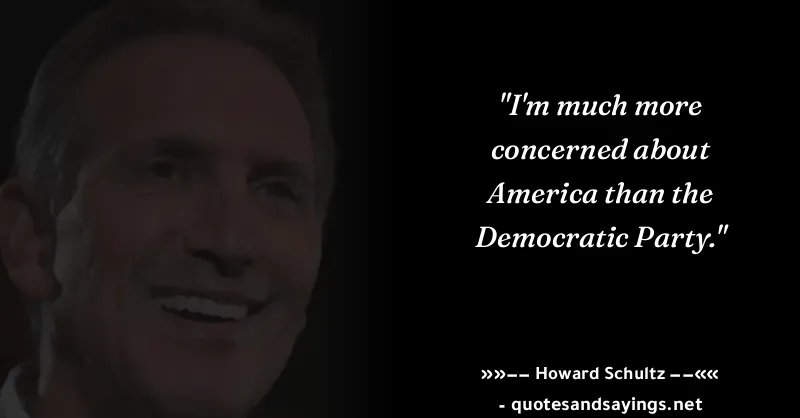 "I'm much more
concerned about
America than the
Democratic Party."
»»–– Howard Schultz ––««
- quotesandsayings.net